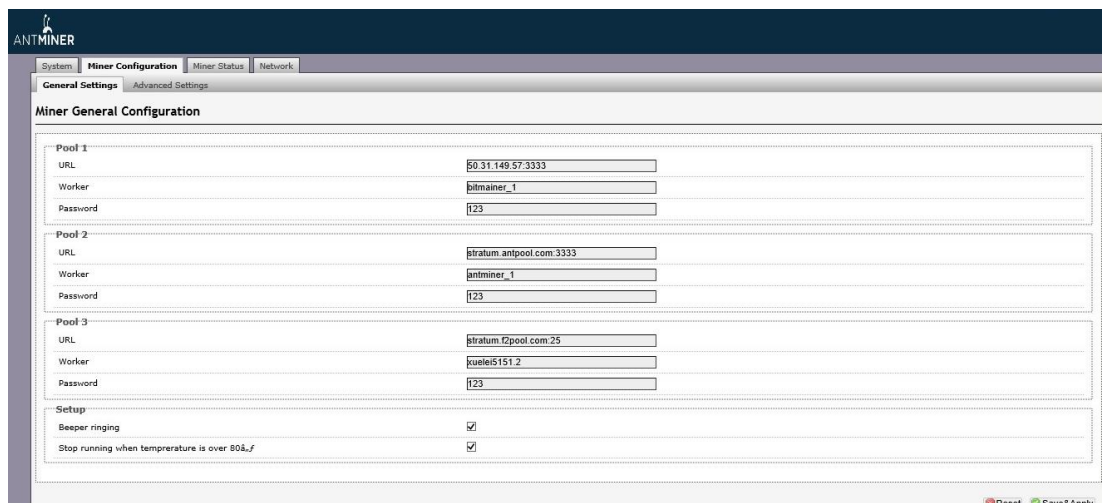 ANTMINER
System Miner Configuration Miner Status Network
General Settings Advanced Settings
Miner General Configuration
Pool 1
URL 50.31.149.57:3333
Worker bitmainer_1
Password 123
Pool 2
URL stratum.antpool.com:3333
Worker antminer_1
Password 123
Pool 3
URL stratum.f2pool.com:25
Worker xuelei5151.2
Password 123
Setup
Beeper ringing
Stop running when temprerature is over 80â„ƒ
Reset Save&Apply